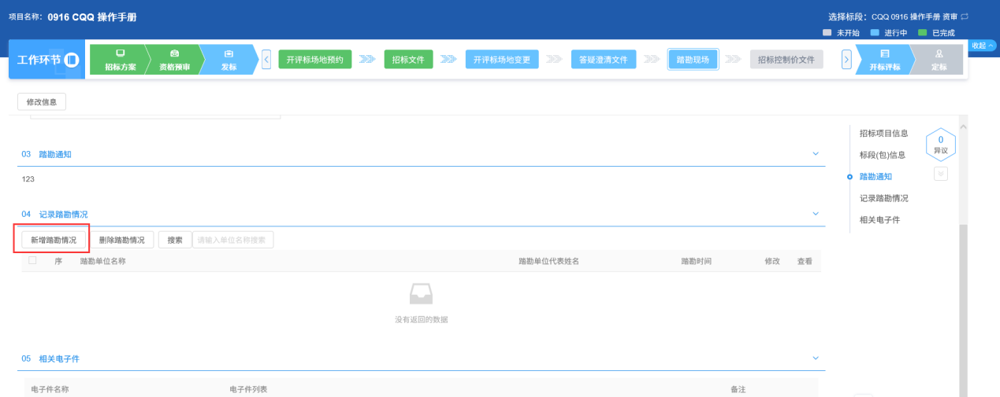 项目名称： 0916 CQQ 操作手册
选择标段： CQQ 0916 操作手册 资审
未开始 进行中 已完成
收起
工作环节 招标方案 资格预审 发标 开评标场地预约 招标文件 开评标场地变更 答疑澄清文件 踏勘现场 招标控制价文件 开标评标 定标
修改信息
招标项目信息
0
异议
标段(包)信息
踏勘通知
记录踏勘情况
相关电子件
03 踏勘通知
123
04 记录踏勘情况
新增踏勘情况 删除踏勘情况 搜索 请输入单位名称搜索
序 踏勘单位名称 踏勘单位代表姓名 踏勘时间 修改 查看
没有返回的数据
05 相关电子件
电子件名称 电子件列表 备注